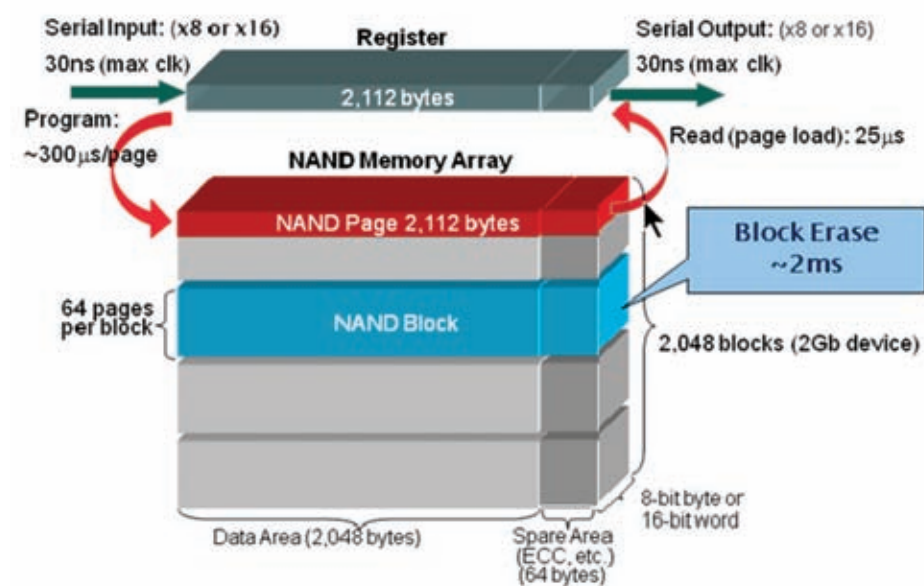 Serial Input: (x8 or x16)
30ns (max clk)
Register
Serial Output: (x8 or x16)
30ns (max clk)
2,112 bytes
Program:
~300µs/page
Read (page load): 25µs
NAND Memory Array
NAND Page 2,112 bytes
Block Erase
~2ms
64 pages
per block
NAND Block
2,048 blocks (2Gb device)
8-bit byte or
16-bit word
Data Area (2,048 bytes)
Spare Area
(ECC, etc.)
(64 bytes)